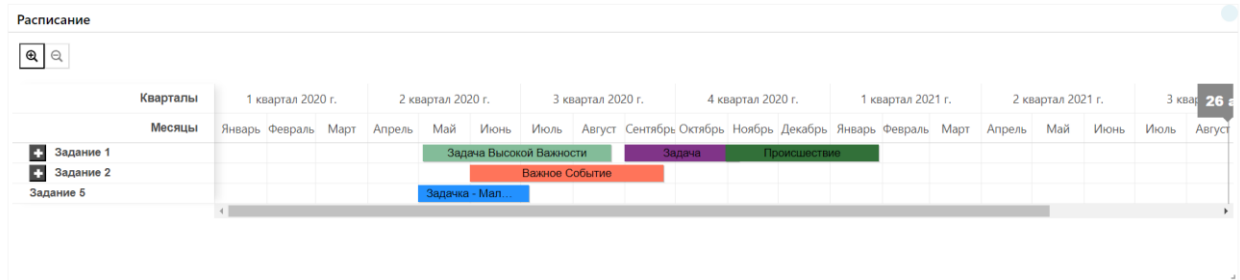 Расписание
Кварталы 1 квартал 2020 г. 2 квартал 2020 г. 3 квартал 2020 г. 4 квартал 2020 г. 1 квартал 2021 г. 2 квартал 2021 г. 3 ква 26 а
Месяцы Январь Февраль Март Апрель Май Июнь Июль Август Сентябрь Октябрь Ноябрь Декабрь Январь Февраль Март Апрель Май Июнь Июль Август
Задание 1 Задача Высокой Важности Задача Происшествие
Задание 2 Важное Событие
Задание 5 Задачка - Мал...